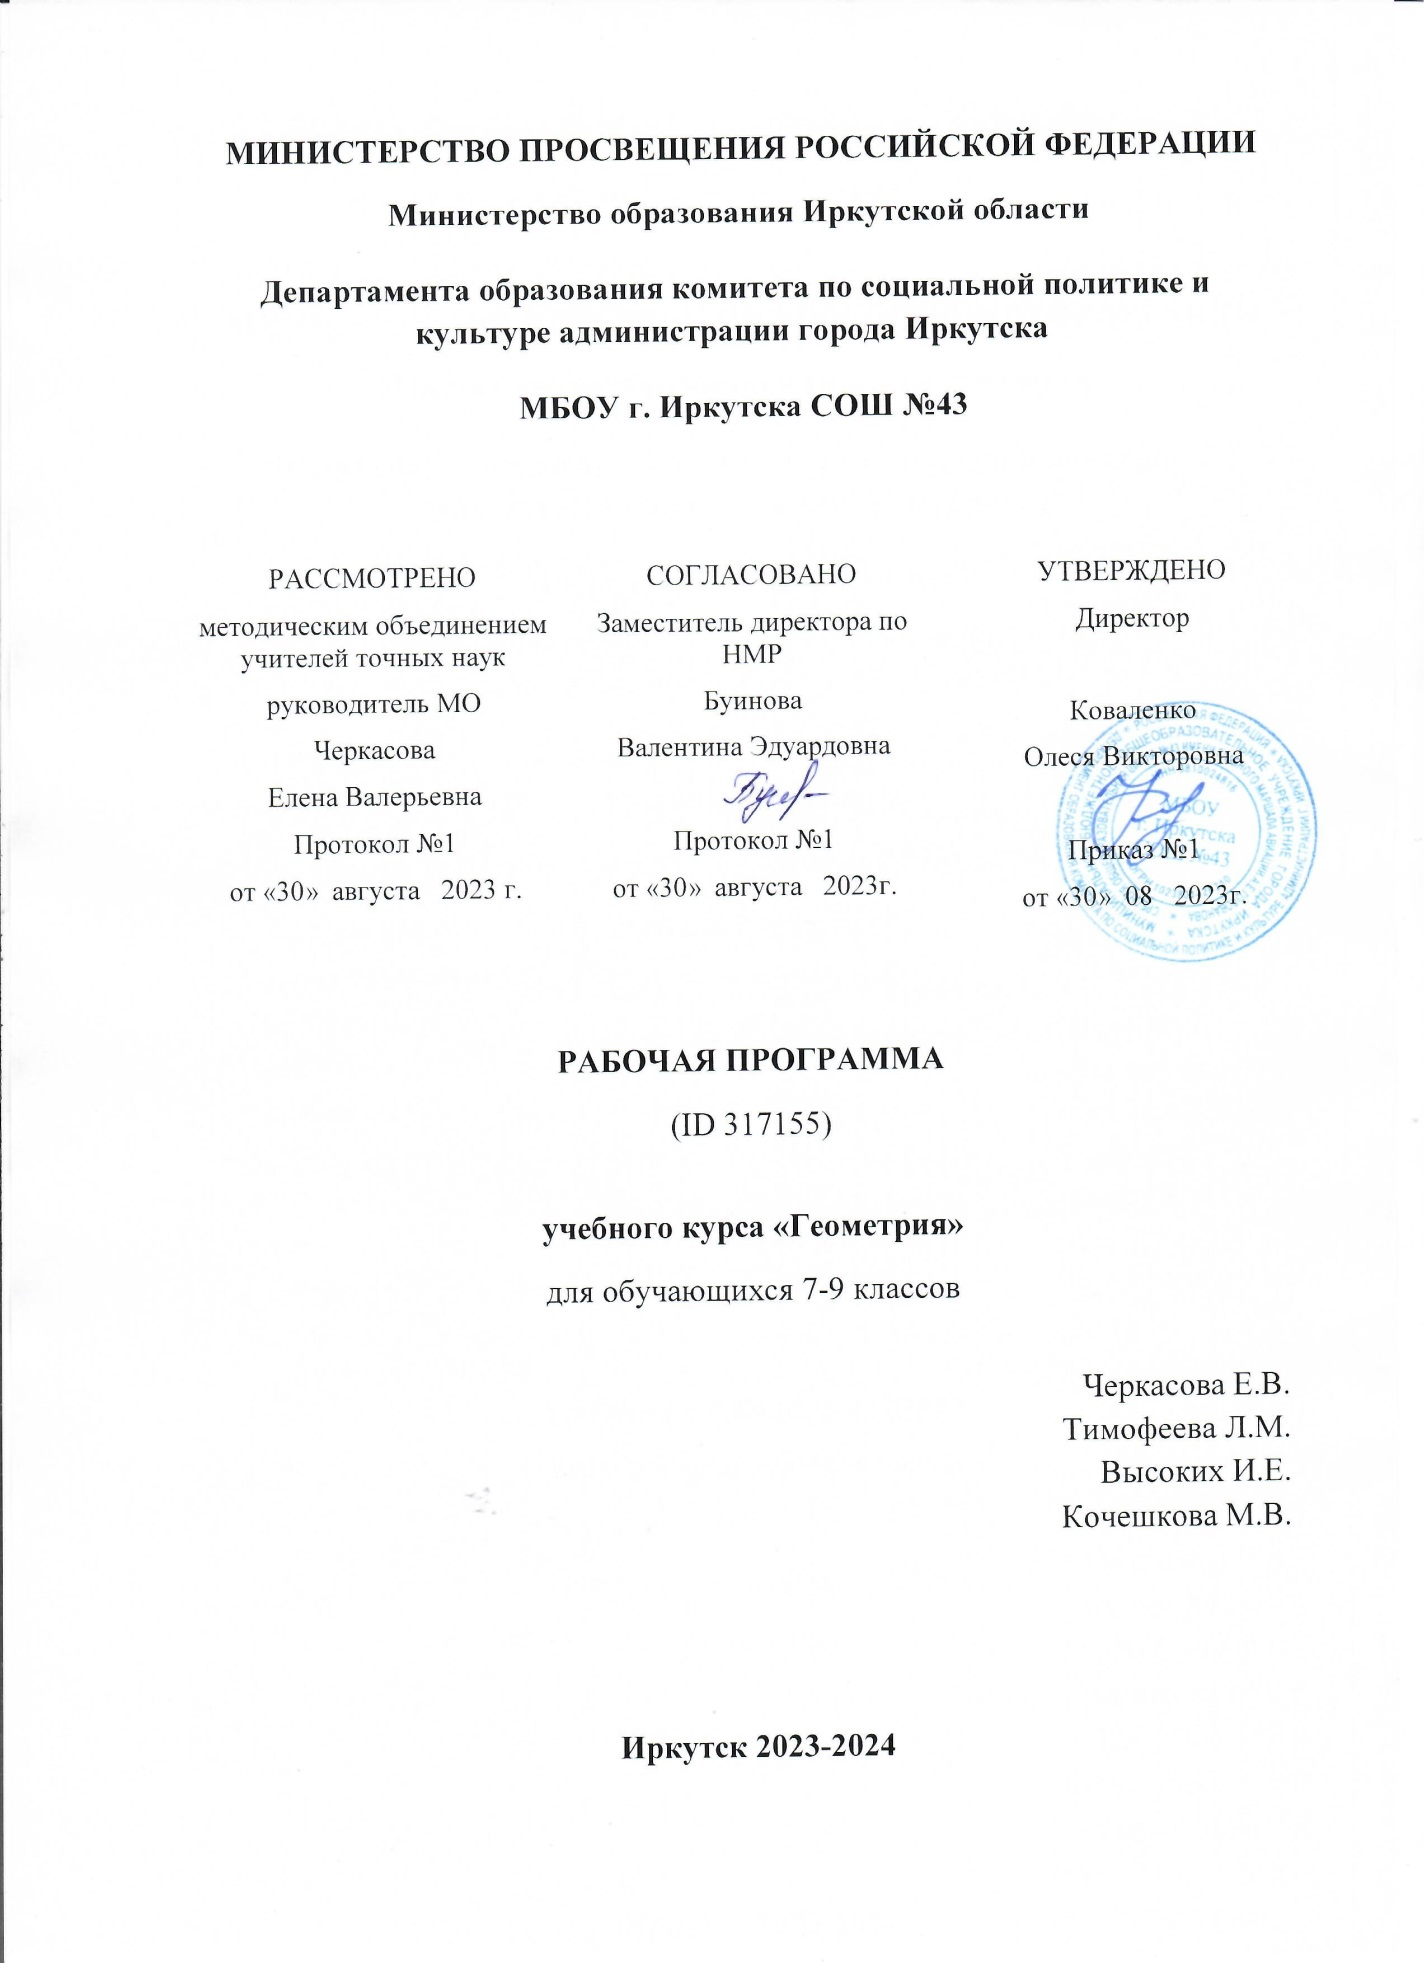 МИНИСТЕРСТВО ПРОСВЕЩЕНИЯ РОССИЙСКОЙ ФЕДЕРАЦИИ
Министерство образования Иркутской области
Департамента образования комитета по социальной политике и
культуре администрации города Иркутска
МБОУ г. Иркутска СОШ №43
РАССМОТРЕНО
методическим объединением
учителей точных наук
руководитель МО
Черкасова
Елена Валерьевна
Протокол №1
от «30» августа 2023 г.
СОГЛАСОВАНО
Заместитель директора по
НМР
Буинова
Валентина Эдуардовна
Протокол №1
от «30» августа 2023г.
УТВЕРЖДЕНО
Директор
Коваленко
Олеся Викторовна
Приказ №1
от «30» 08 2023г.
МБОУ
г. Иркутска
№43
РАБОЧАЯ ПРОГРАММА
(ID 317155)
учебного курса «Геометрия»
для обучающихся 7-9 классов
Черкасова Е.В.
Тимофеева Л.М.
Высоких И.Е.
Кочешкова М.В.
Иркутск 2023-2024